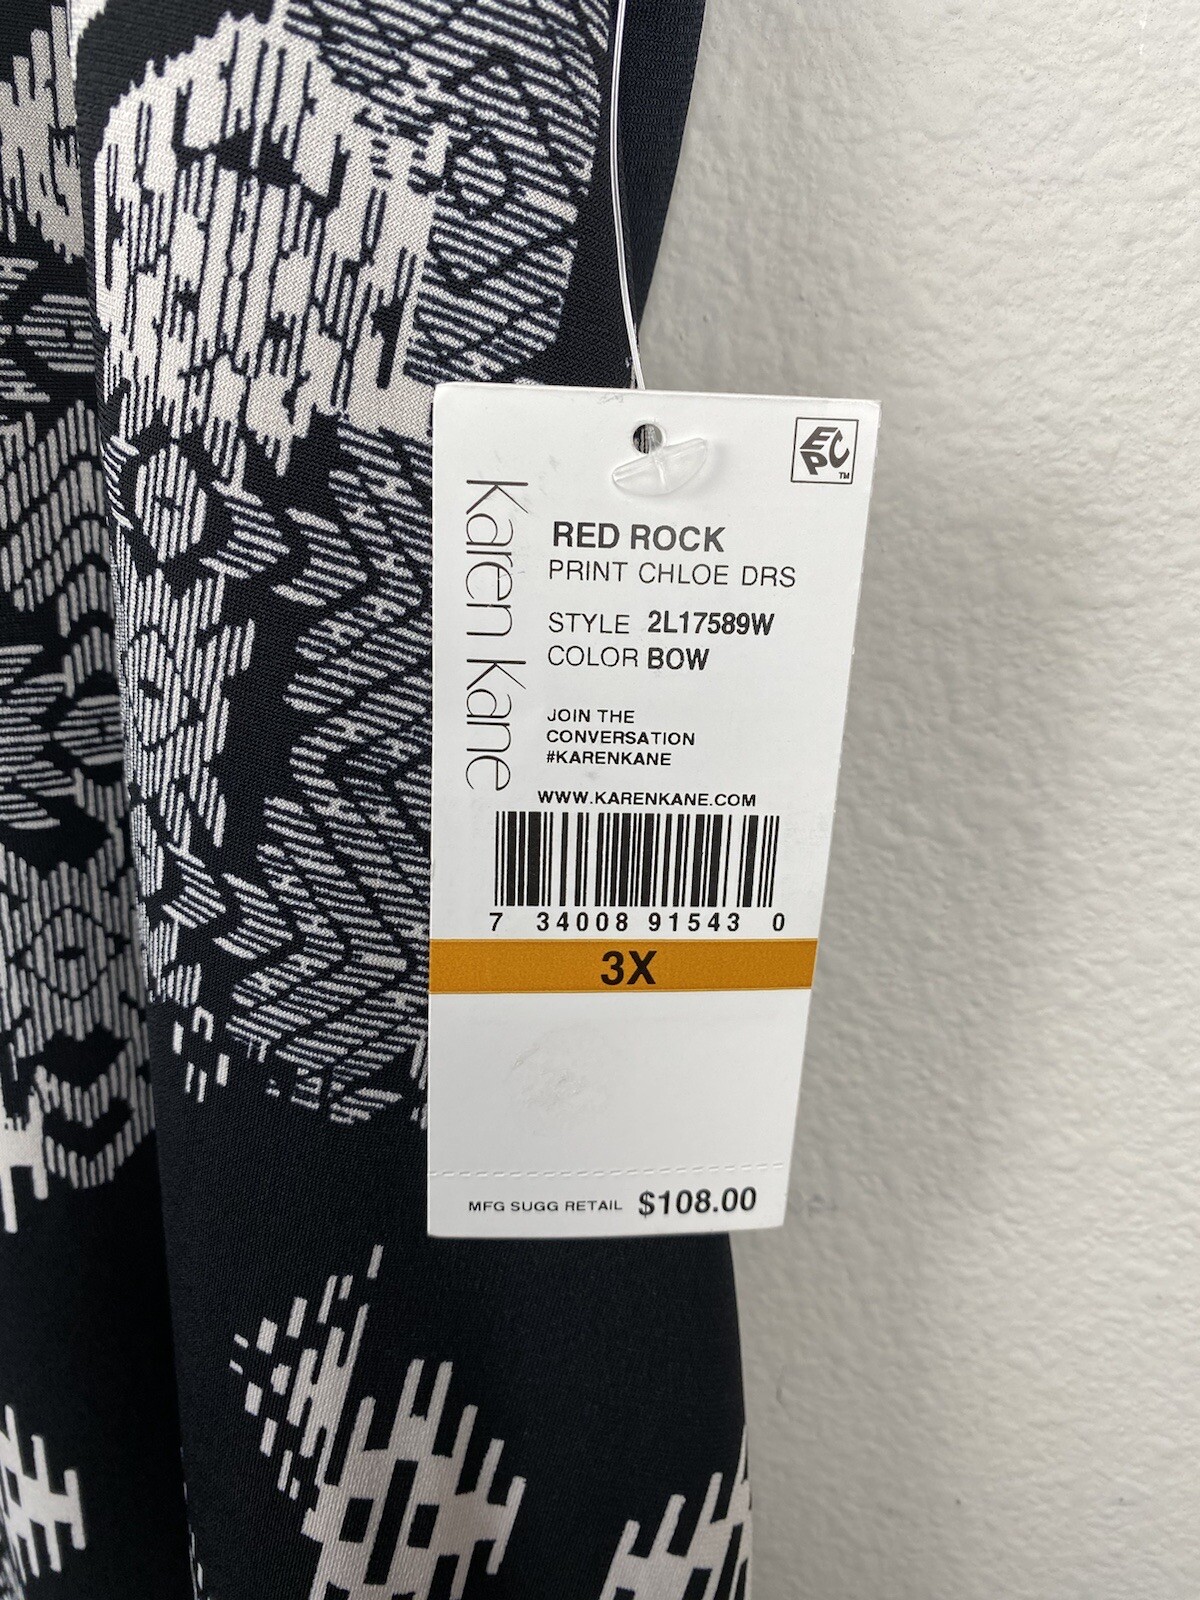 EPC™
Karen Kane
RED ROCK
PRINT CHLOE DRS
STYLE 2L17589W
COLOR BOW
JOIN THE
CONVERSATION
#KARENKANE
WWW.KARENKANE.COM
7 34008 91543 0
3X
MFG SUGG RETAIL $108.00